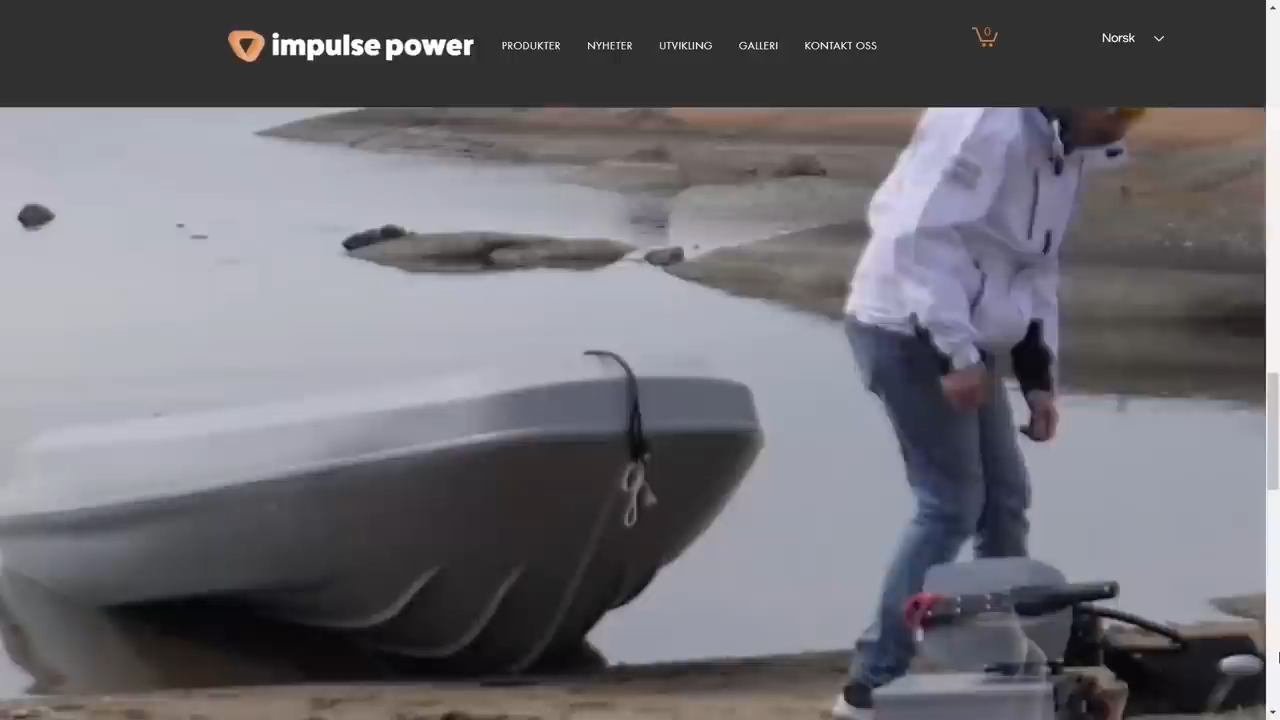 impulse power
PRODUKTER NYHETER UTVIKLING GALLERI KONTAKT OSS
0
Norsk